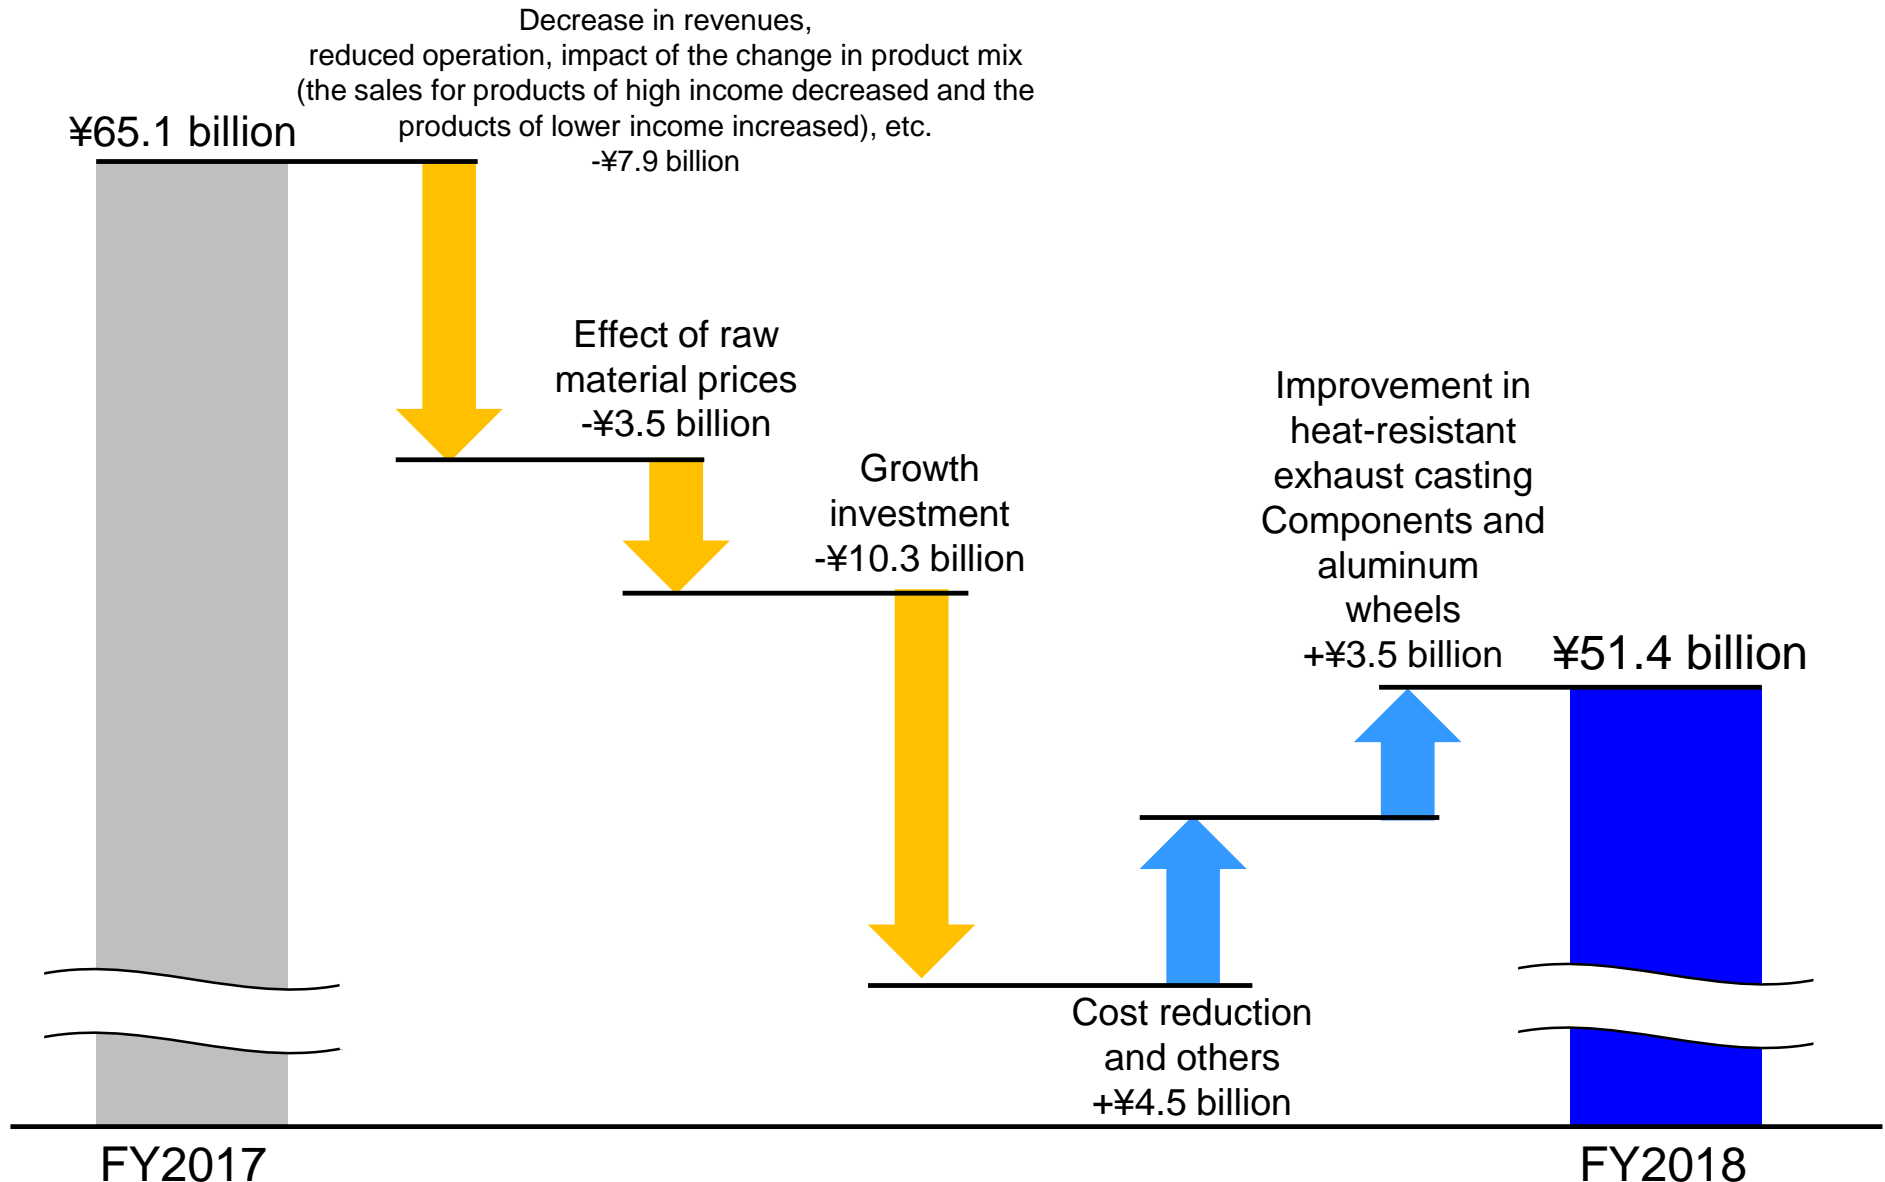 Decrease in revenues,
reduced operation, impact of the change in product mix
(the sales for products of high income decreased and the
products of lower income increased), etc.
-¥7.9 billion
¥65.1 billion
Effect of raw
material prices
-¥3.5 billion
Growth
investment
-¥10.3 billion
Improvement in
heat-resistant
exhaust casting
Components and
aluminum
wheels
+¥3.5 billion
¥51.4 billion
Cost reduction
and others
+¥4.5 billion
FY2017
FY2018